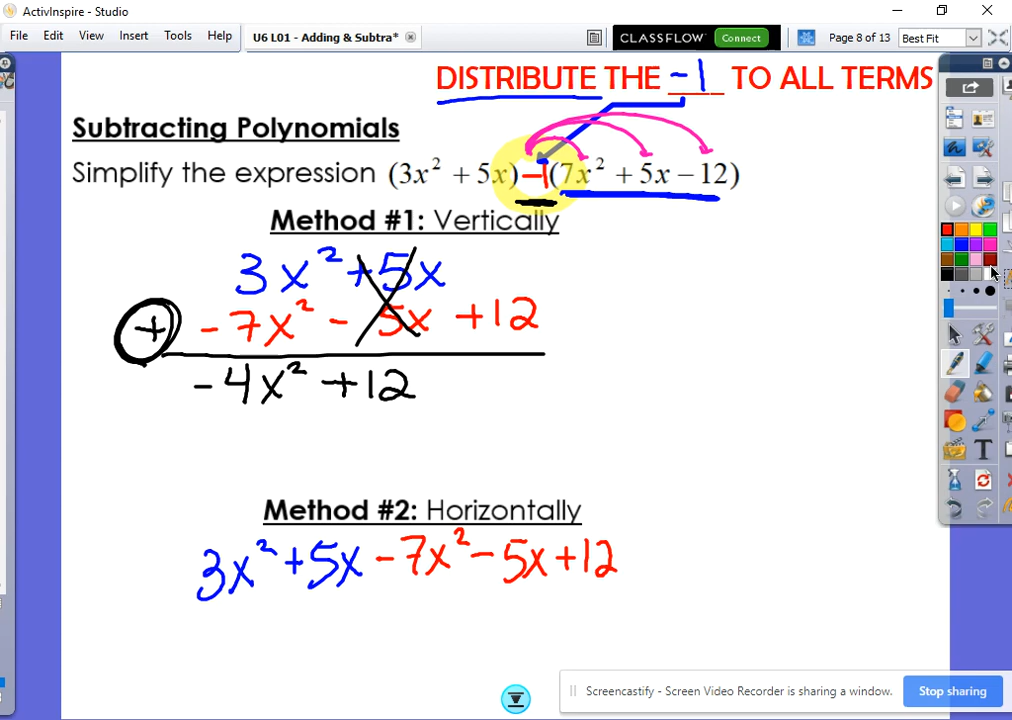 ActivInspire - Studio
File Edit View Insert Tools Help U6 L01 - Adding & Subtra* CLASSFLOW Connect Page 8 of 13 Best Fit
DISTRIBUTE THE -1 TO ALL TERMS
Subtracting Polynomials
Simplify the expression (3x² + 5x) -1(7x² + 5x - 12)
Method #1: Vertically
3x² + 5x
+ - 7x² - 5x + 12
- 4x² + 12
Method #2: Horizontally
3x² + 5x - 7x² - 5x + 12
Screencastify - Screen Video Recorder is sharing a window. Stop sharing